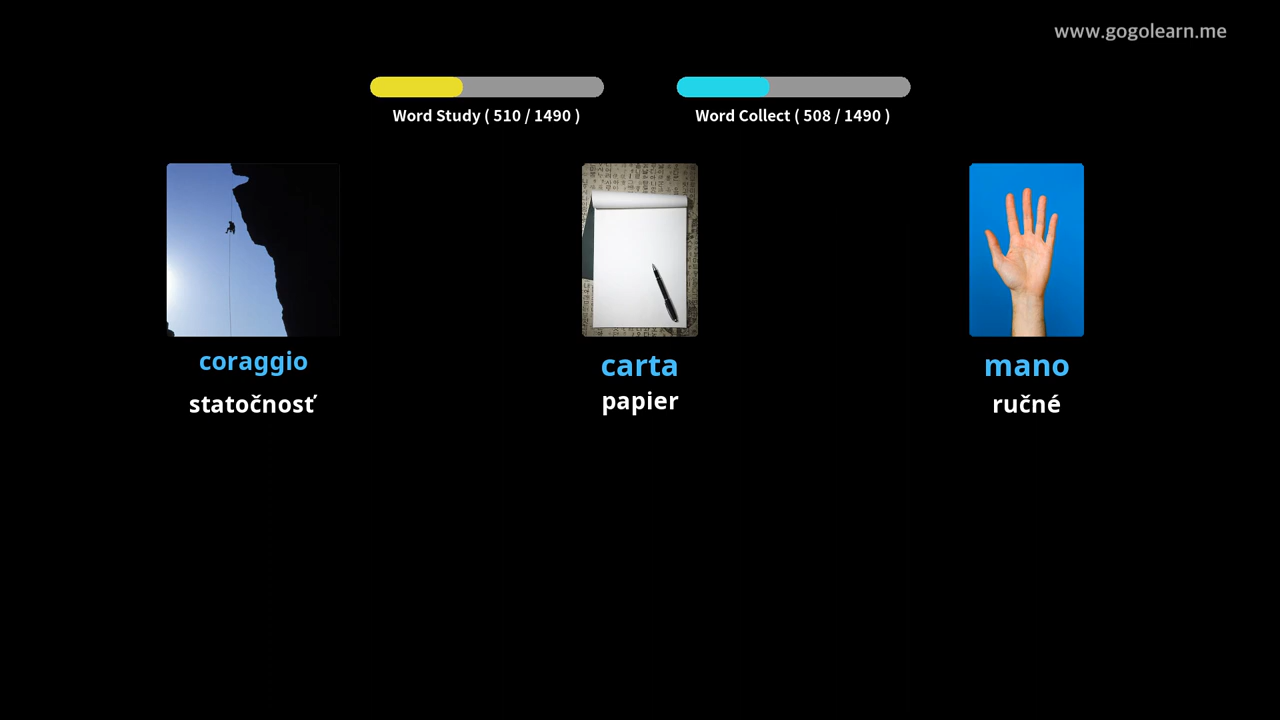 www.gogolearn.me
Word Study ( 510 / 1490 )
Word Collect ( 508 / 1490 )
coraggio
statočnosť
carta
papier
mano
ručné